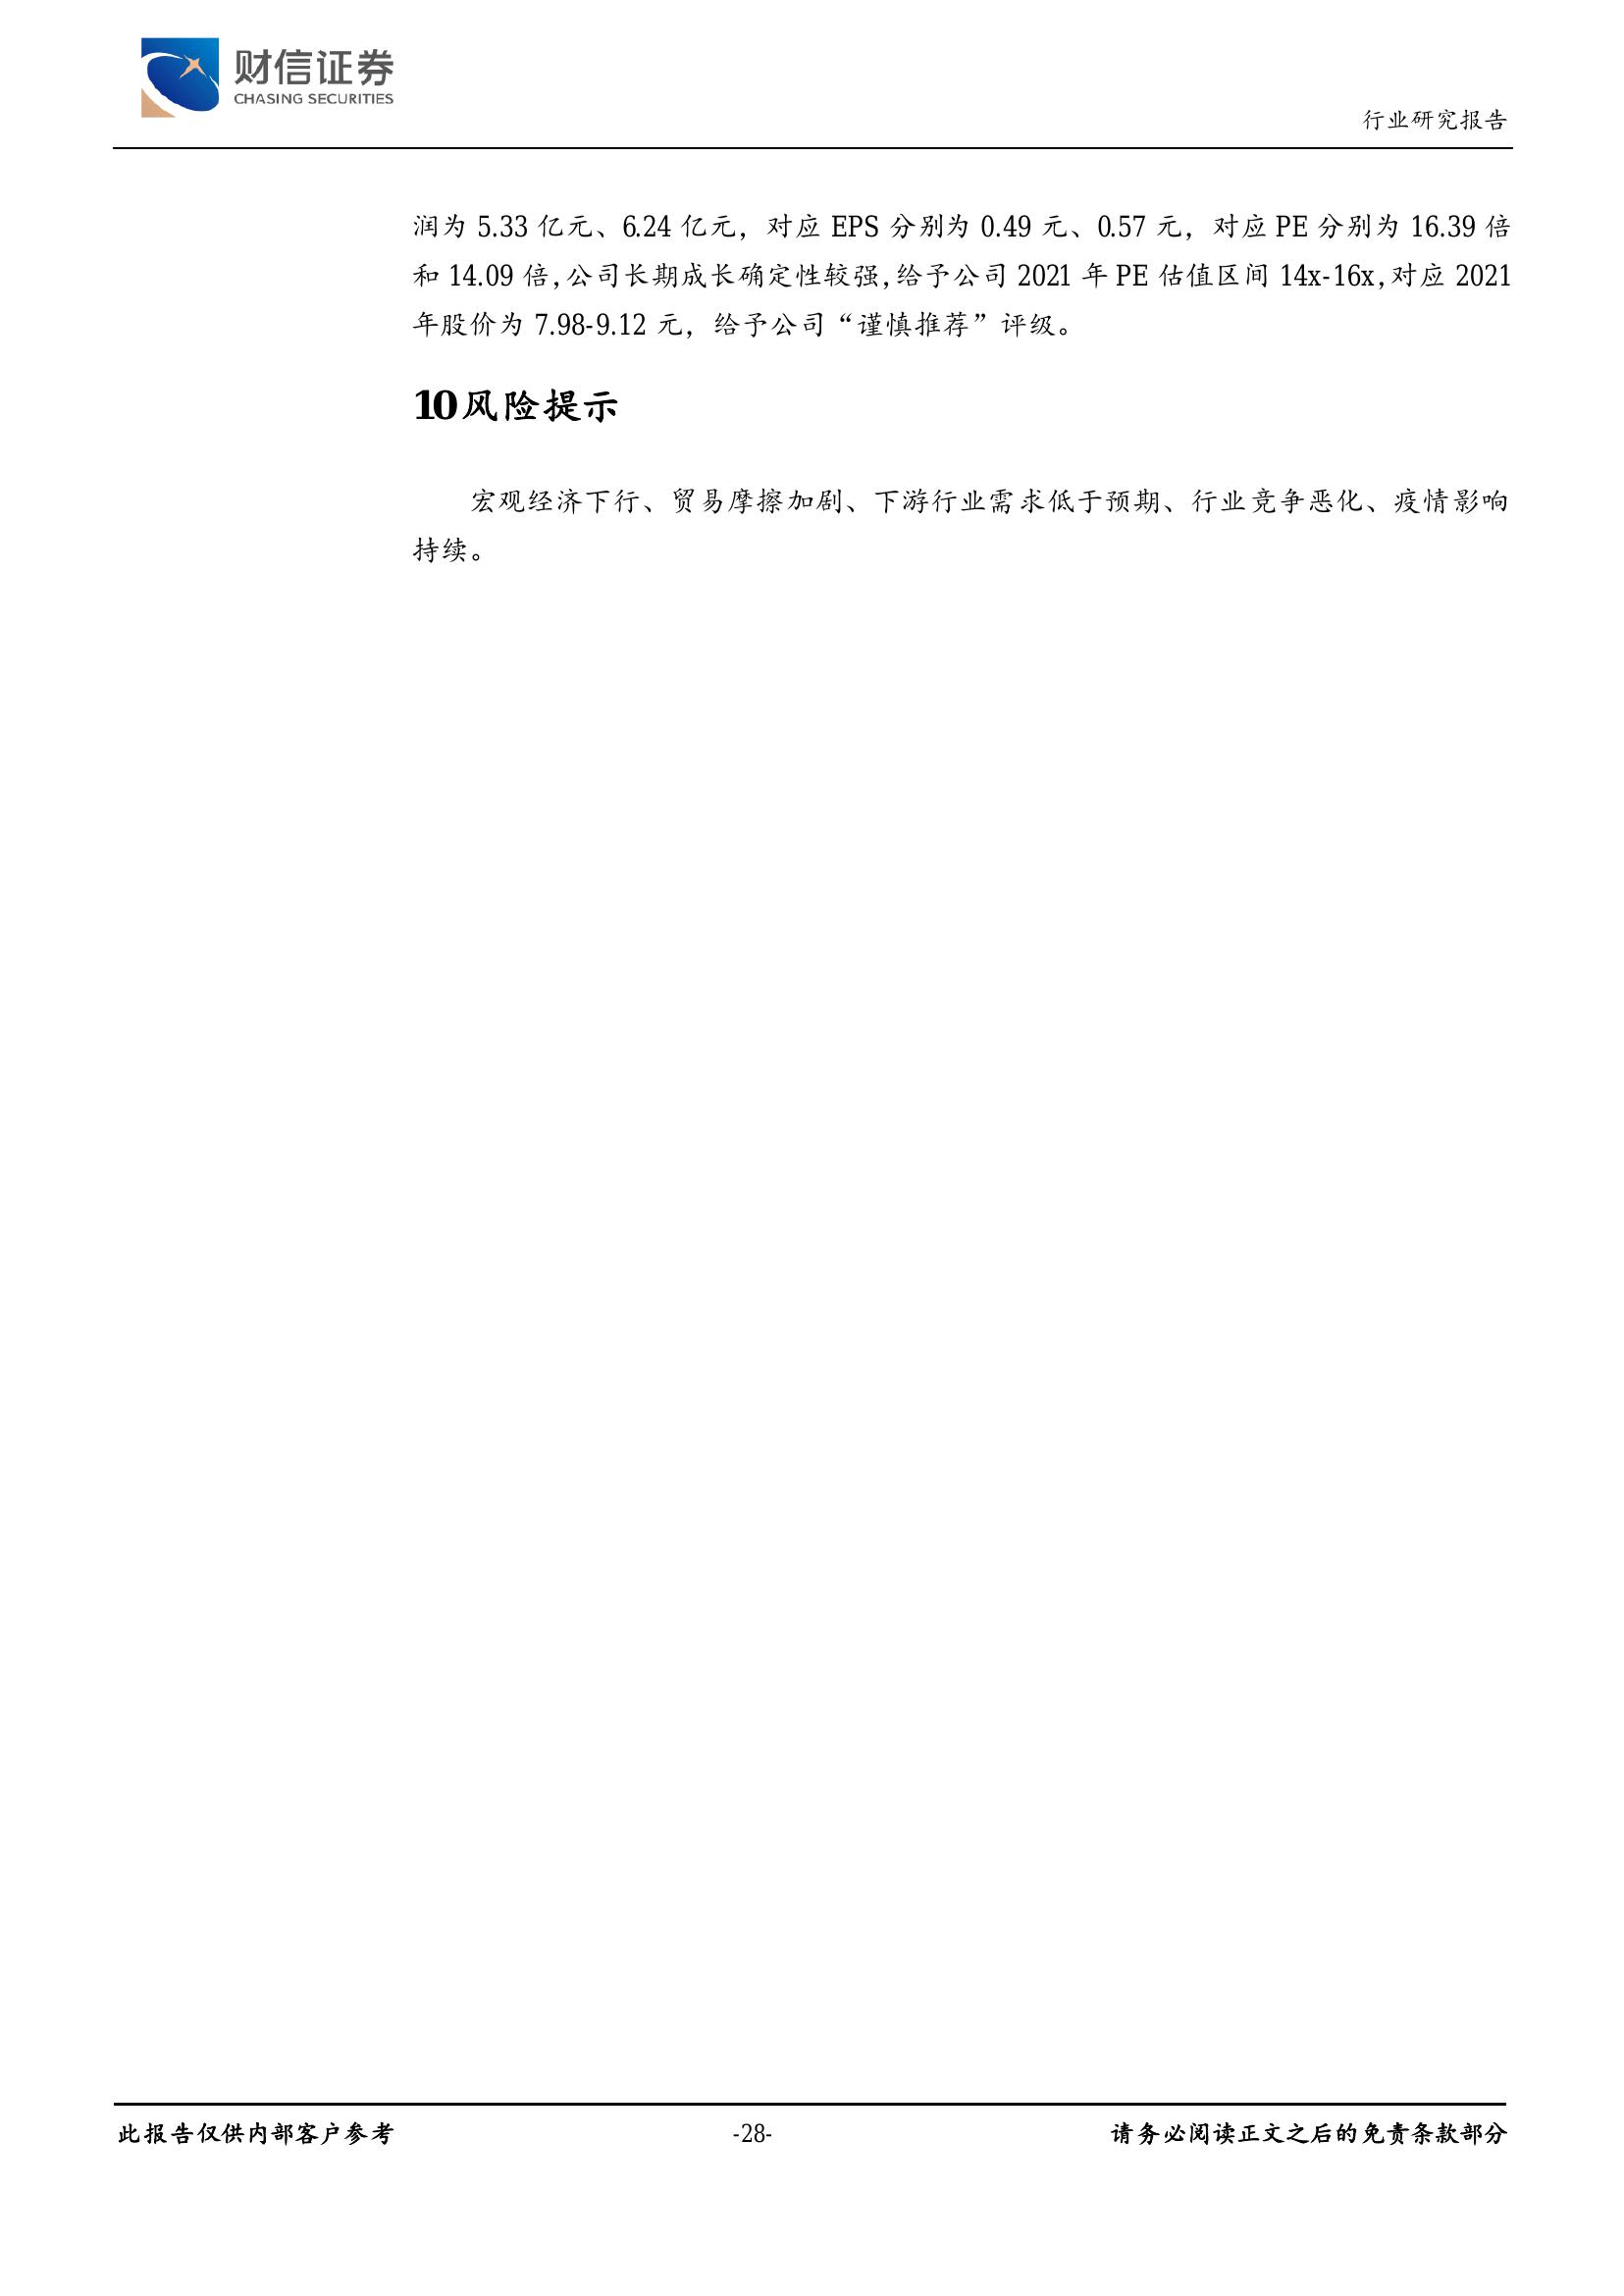 财信证券
CHASING SECURITIES
行业研究报告
润为 5.33 亿元、6.24 亿元，对应 EPS 分别为 0.49 元、0.57 元，对应 PE 分别为 16.39 倍
和 14.09 倍，公司长期成长确定性较强，给予公司 2021 年 PE 估值区间 14x-16x，对应 2021
年股价为 7.98-9.12 元，给予公司“谨慎推荐”评级。
10 风险提示
宏观经济下行、贸易摩擦加剧、下游行业需求低于预期、行业竞争恶化、疫情影响
持续。
此报告仅供内部客户参考
-28-
请务必阅读正文之后的免责条款部分